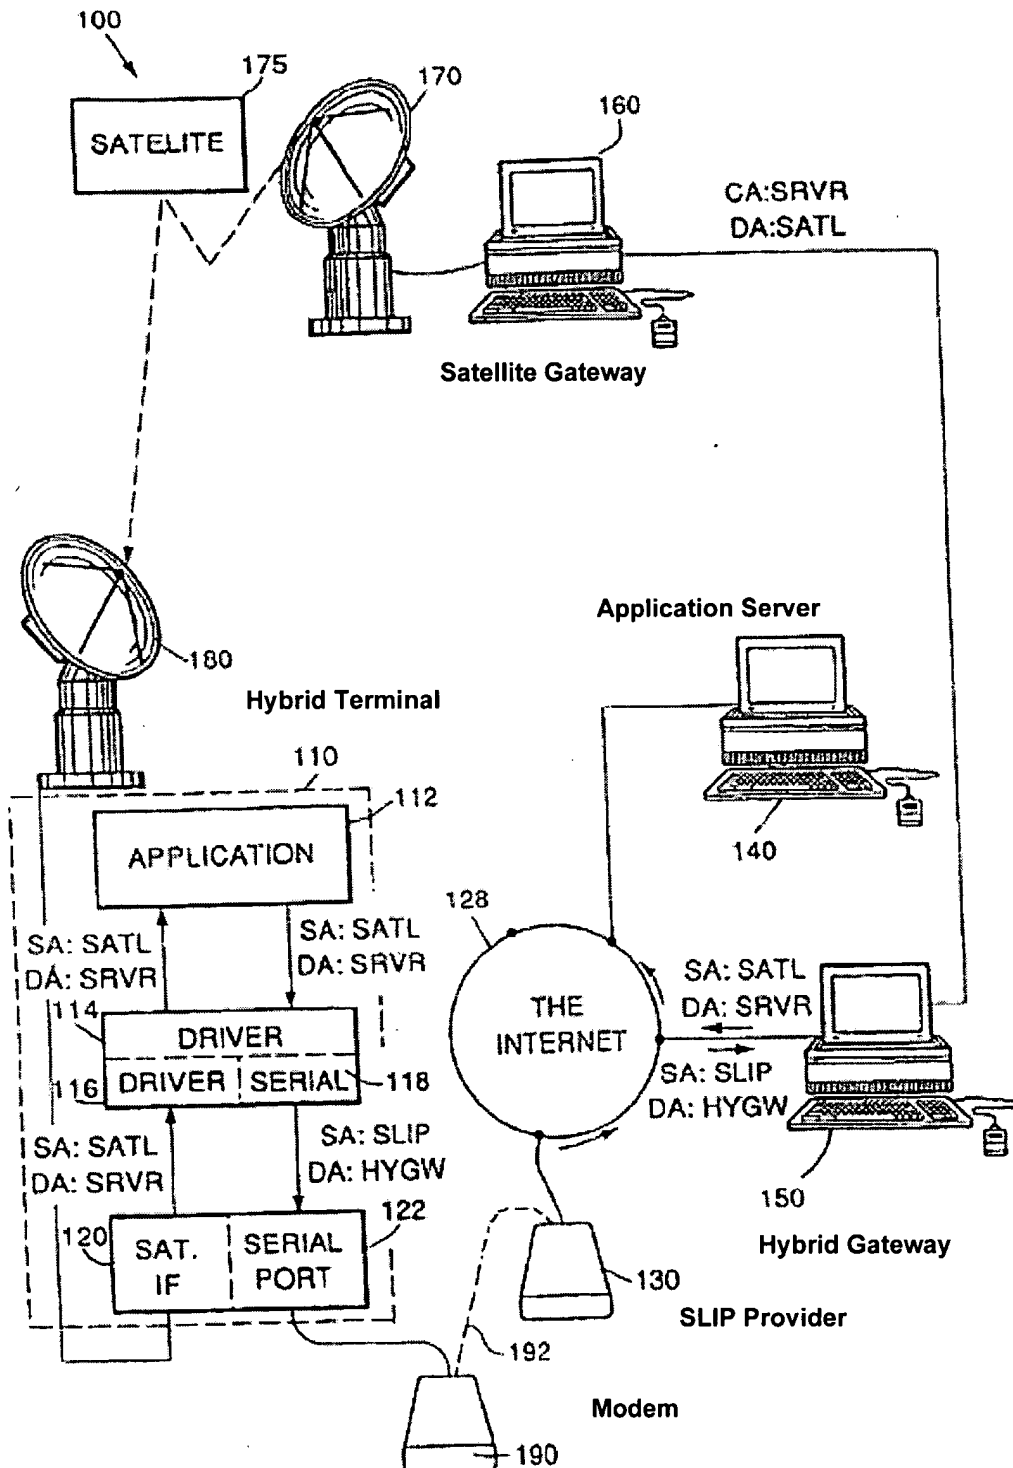 100
175
170
160
SATELITE
CA:SRVR
DA:SATL
Satellite Gateway
Application Server
180
Hybrid Terminal
110
112
APPLICATION
140
128
SA: SATL
DA: SRVR
SA: SATL
DA: SRVR
SA: SATL
DA: SRVR
THE
INTERNET
114
DRIVER
116
DRIVER
SERIAL
118
SA: SLIP
DA: HYGW
SA: SATL
DA: SRVR
SA: SLIP
DA: HYGW
150
120
122
SAT.
IF
SERIAL
PORT
Hybrid Gateway
130
SLIP Provider
192
Modem
190